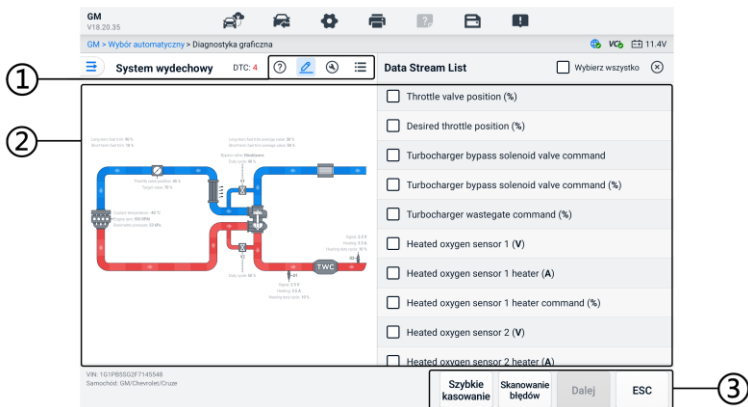 GM
V18.20.35
GM > Wybór automatyczny > Diagnostyka graficzna
VCI
11.4V
System wydechowy
DTC: 4
Data Stream List
Wybierz wszystko
1
2
3
Throttle valve position (%)
Desired throttle position (%)
Turbocharger bypass solenoid valve command
Turbocharger bypass solenoid valve command (%)
Turbocharger wastegate command (%)
Heated oxygen sensor 1 (V)
Heated oxygen sensor 1 heater (A)
Heated oxygen sensor 1 heater command (%)
Heated oxygen sensor 2 (V)
Heated oxygen sensor 2 heater (A)
TWC
VIN: 1G1PB5SG2F7145548
Samochód: GM/Chevrolet/Cruze
Szybkie
kasowanie
Skanowanie
błędów
Dalej
ESC